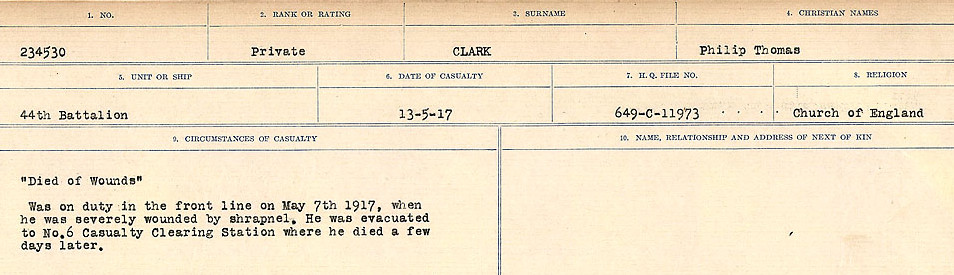 1. NO. 2. RANK OR RATING 3. SURNAME 4. CHRISTIAN NAMES
234530 Private CLARK Philip Thomas
5. UNIT OR SHIP 6. DATE OF CASUALTY 7. H.Q. FILE NO. 8. RELIGION
44th Battalion 13-5-17 649-C-11973 Church of England
9. CIRCUMSTANCES OF CASUALTY 10. NAME, RELATIONSHIP AND ADDRESS OF NEXT OF KIN
"Died of Wounds"
Was on duty in the front line on May 7th 1917, when
he was severely wounded by shrapnel. He was evacuated
to No.6 Casualty Clearing Station where he died a few
days later.